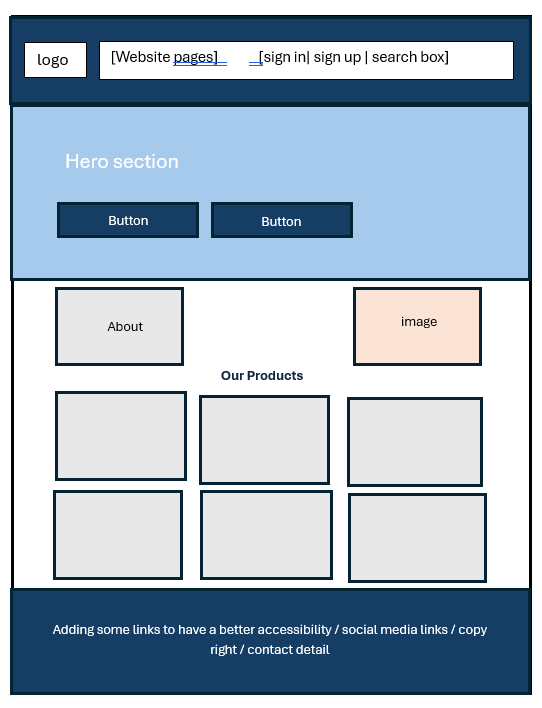 logo
[Website pages] [sign in| sign up | search box]
Hero section
Button
Button
About
image
Our Products
Adding some links to have a better accessibility / social media links / copy
right / contact detail